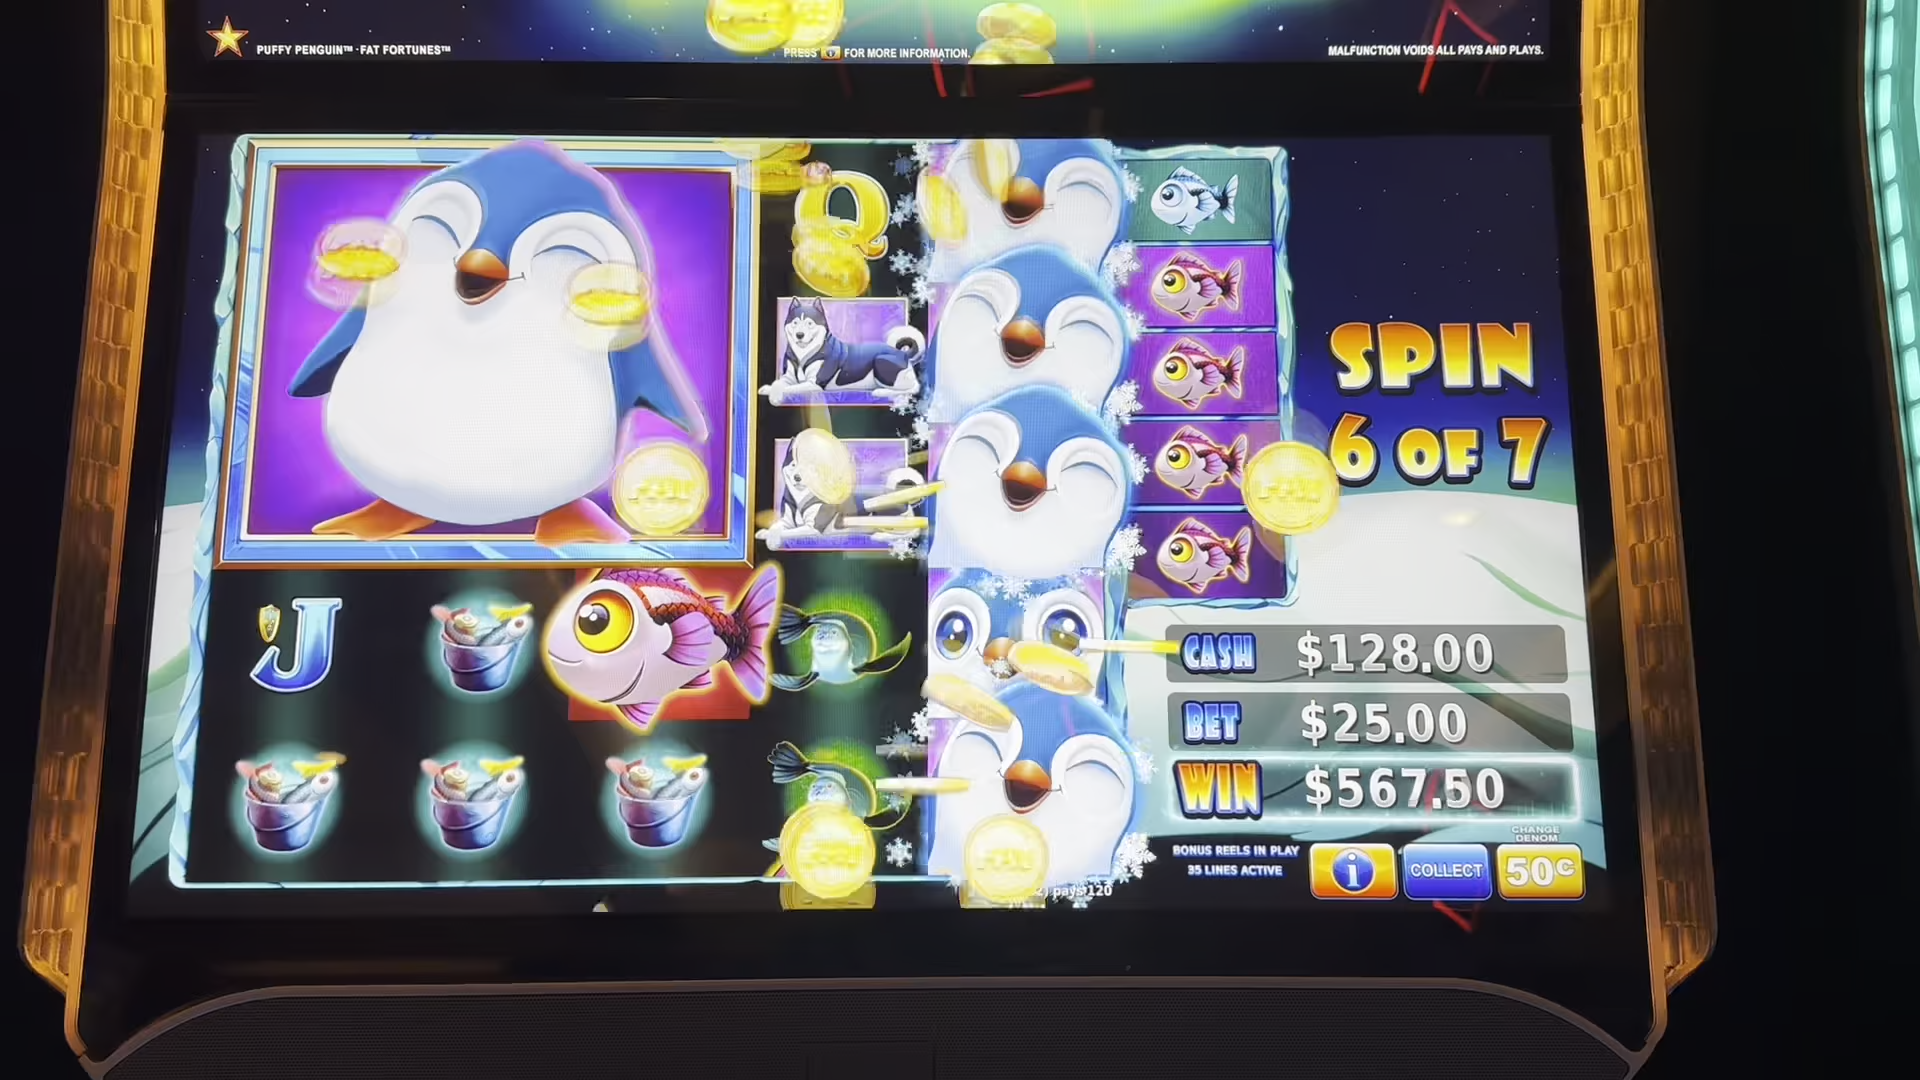 PUFFY PENGUIN™ · FAT FORTUNES™
PRESS i FOR MORE INFORMATION.
MALFUNCTION VOIDS ALL PAYS AND PLAYS.
Q
SPIN
6 OF 7
J
CASH $128.00
BET $25.00
WIN $567.50
CHANGE
DENOM
BONUS REELS IN PLAY
35 LINES ACTIVE
i
COLLECT
50¢
pays 120